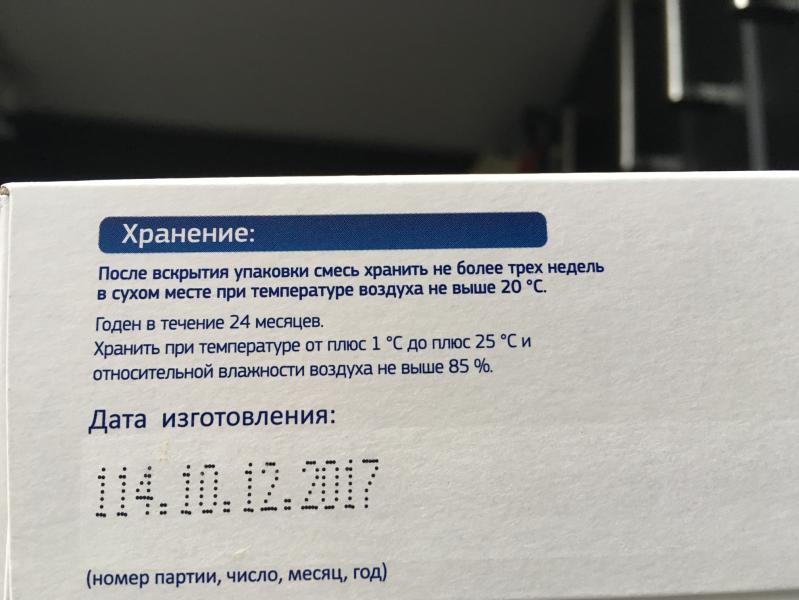 Хранение:
После вскрытия упаковки смесь хранить не более трех недель
в сухом месте при температуре воздуха не выше 20 °С.
Годен в течение 24 месяцев.
Хранить при температуре от плюс 1 °С до плюс 25 °С и
относительной влажности воздуха не выше 85 %.
Дата изготовления:
114.10.12.2017
(номер партии, число, месяц, год)